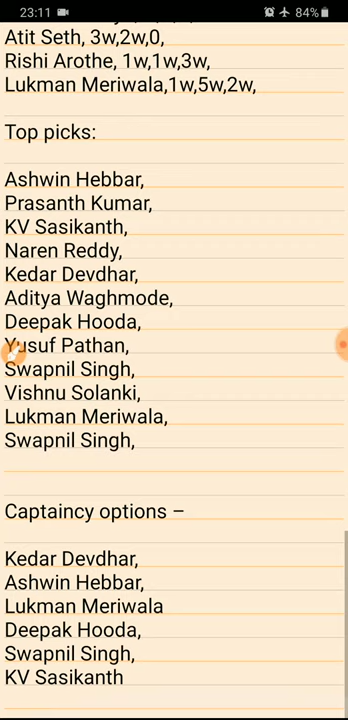 23:11
84%
Atit Seth, 3w,2w,0,
Rishi Arothe, 1w,1w,3w,
Lukman Meriwala,1w,5w,2w,
Top picks:
Ashwin Hebbar,
Prasanth Kumar,
KV Sasikanth,
Naren Reddy,
Kedar Devdhar,
Aditya Waghmode,
Deepak Hooda,
Yusuf Pathan,
Swapnil Singh,
Vishnu Solanki,
Lukman Meriwala,
Swapnil Singh,
Captaincy options –
Kedar Devdhar,
Ashwin Hebbar,
Lukman Meriwala
Deepak Hooda,
Swapnil Singh,
KV Sasikanth